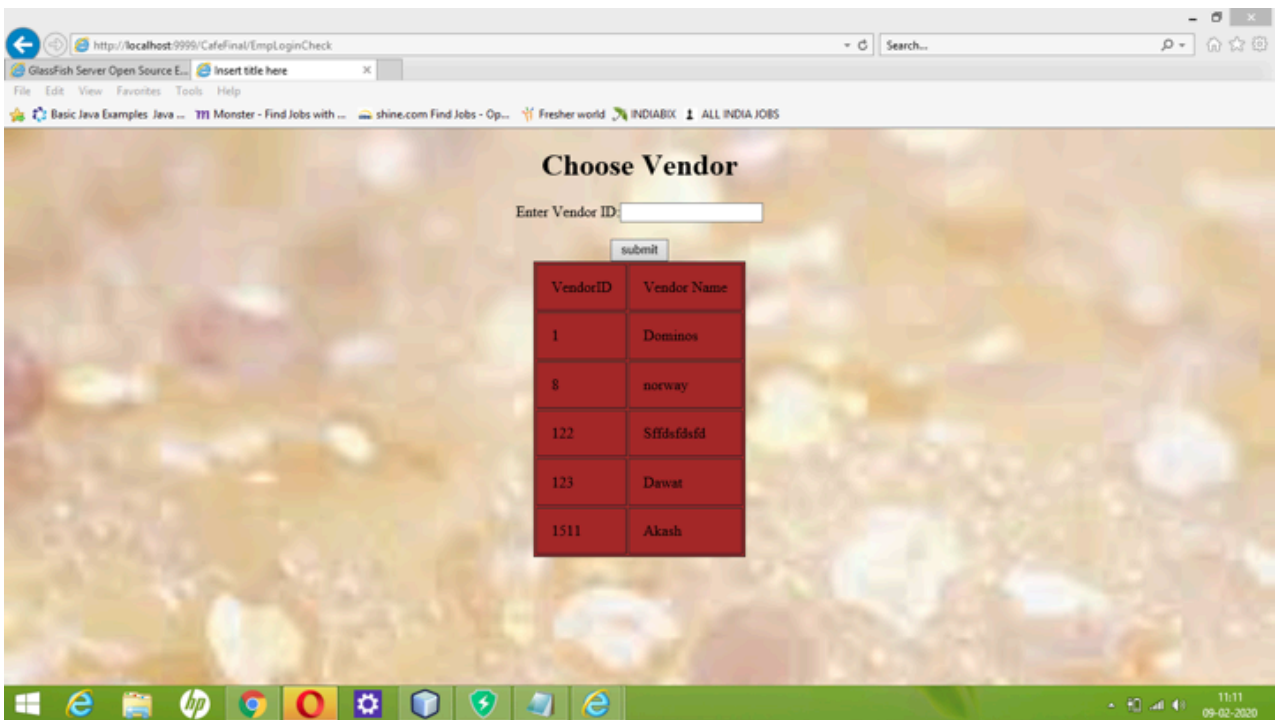 http://localhost:9999/CafeFinal/EmpLoginCheck
Search...
GlassFish Server Open Source E... Insert title here
File Edit View Favorites Tools Help
Basic Java Examples Java ... Monster - Find Jobs with ... shine.com Find Jobs - Op... Fresher world INDIABIX ALL INDIA JOBS
Choose Vendor
Enter Vendor ID:
submit
VendorID Vendor Name
1 Dominos
8 norway
122 Sffdsfdsfd
123 Dawat
1511 Akash
hp
11:11
09-02-2020